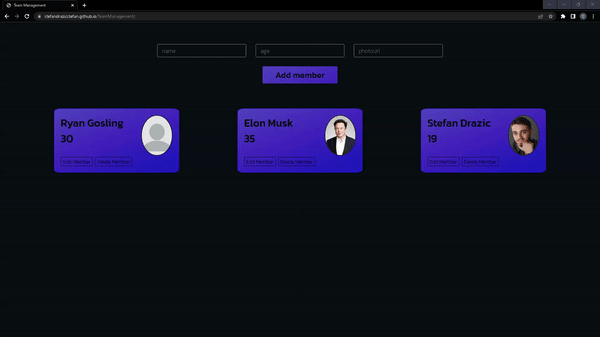 Team Management
stefandrazicstefan.github.io/TeamManagement/
name
age
photourl
Add member
Ryan Gosling
30
Edit Member
Delete Member
Elon Musk
35
Edit Member
Delete Member
Stefan Drazic
19
Edit Member
Delete Member